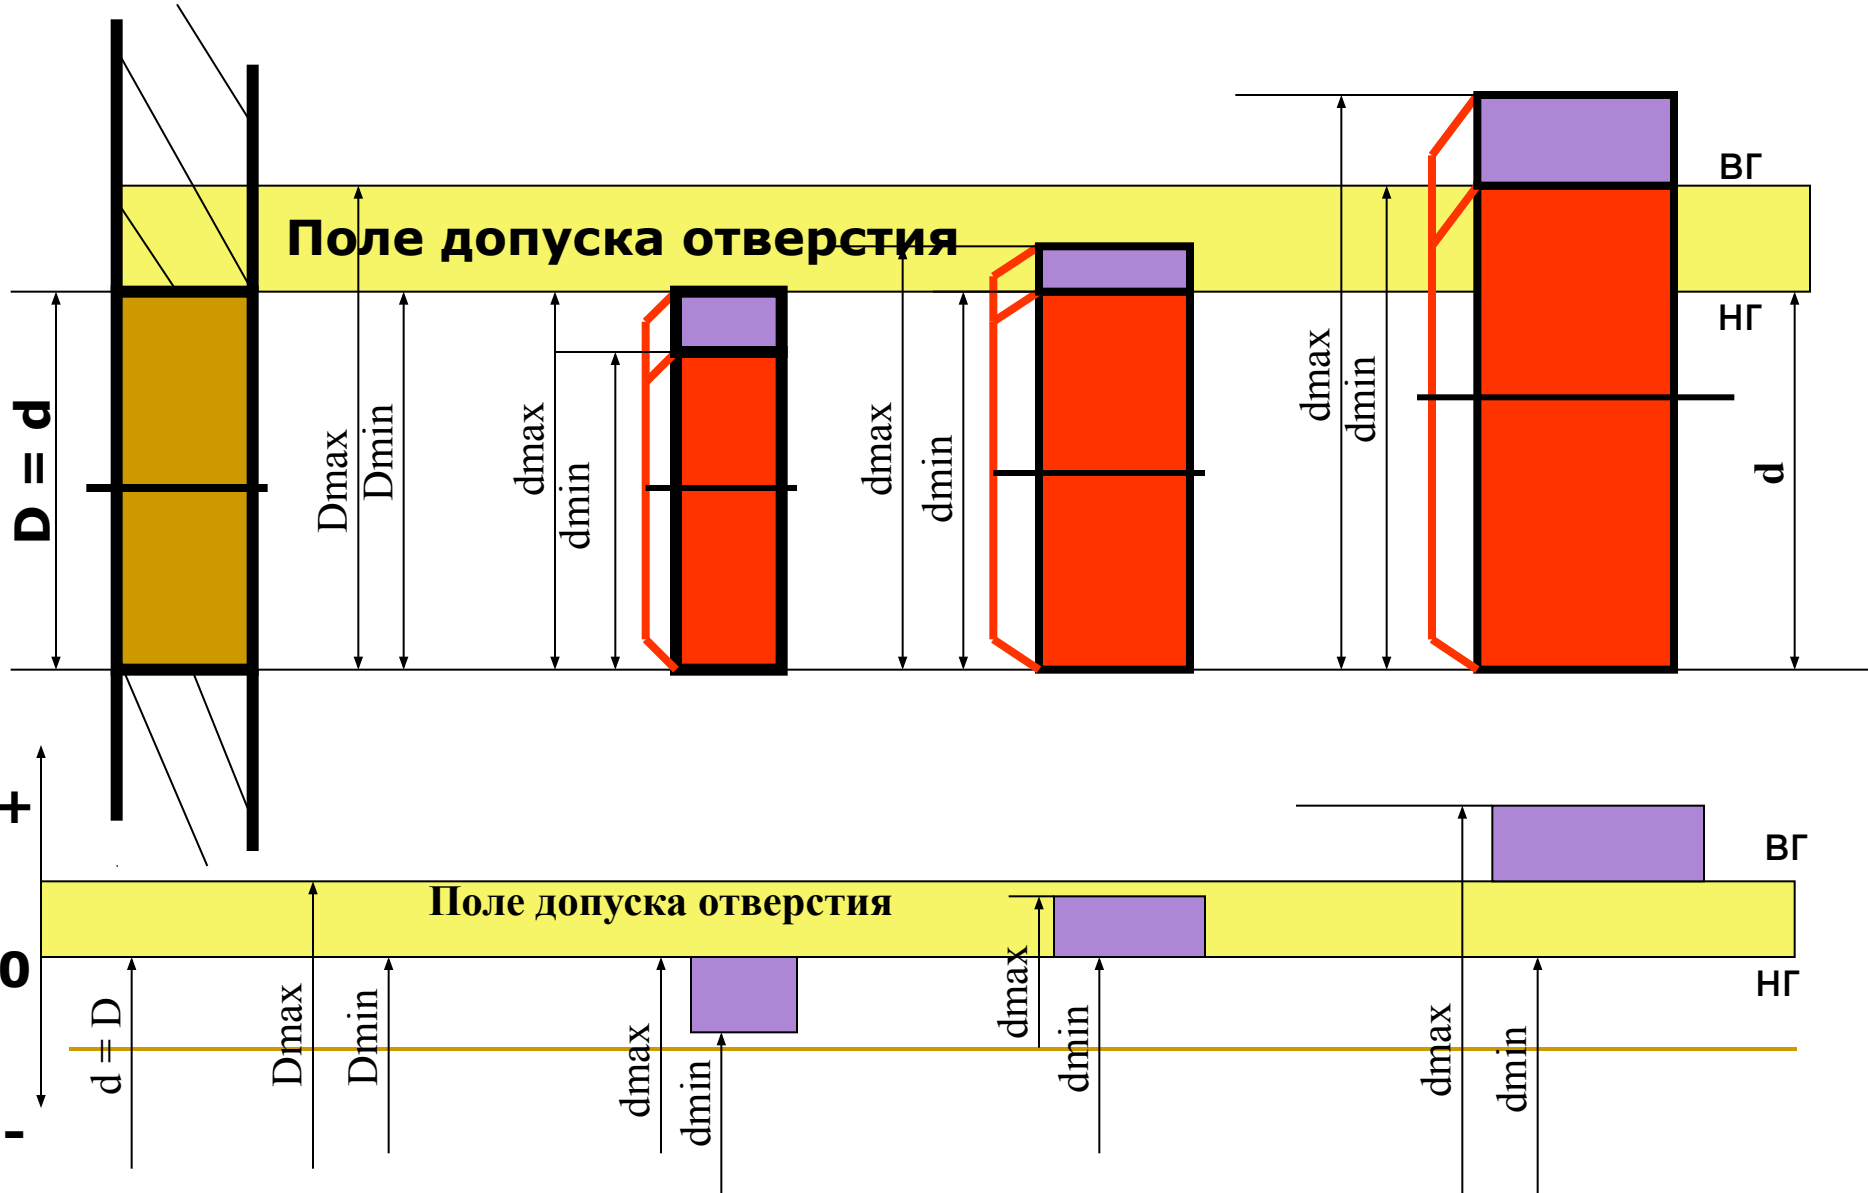 вг
Поле допуска отверстия
нг
D = d
Dmax
Dmin
dmax
dmin
dmax
dmin
dmax
dmin
d
+
вг
Поле допуска отверстия
0
нг
d = D
Dmax
Dmin
dmax
dmin
dmax
dmin
dmax
dmin
-